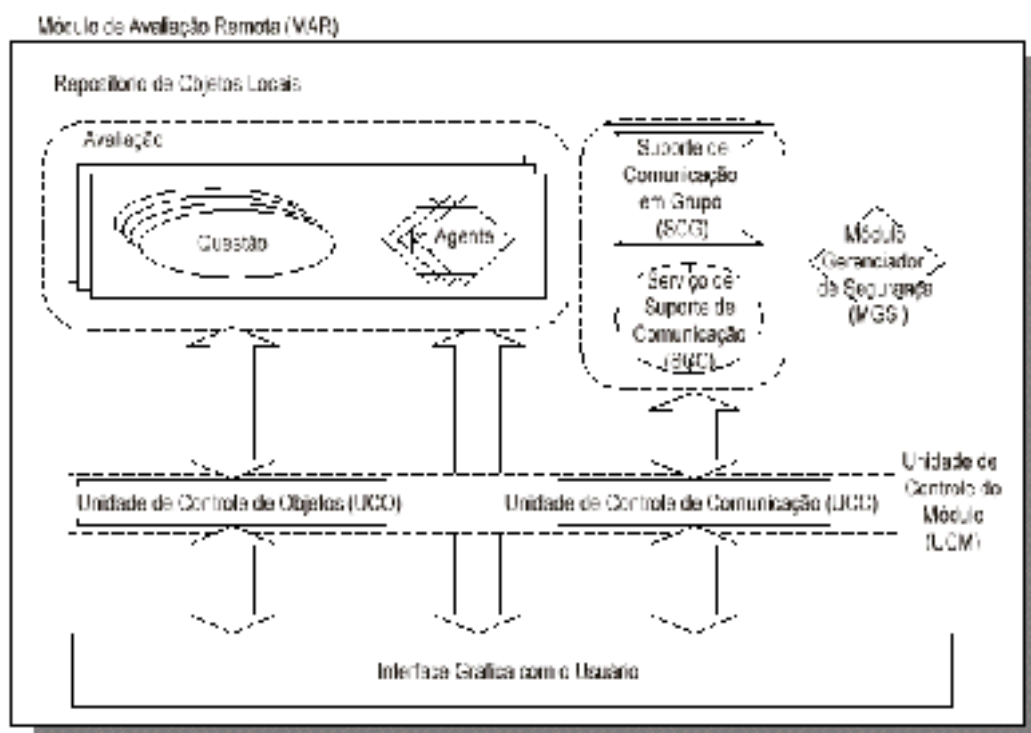 Módulo de Avaliação Remota (MAR)
Repositorio de Objetos Locais
Avaliação
Questão
Agente
Suporte de
Comunicação
em Grupo
(SCG)
Serviço de
Suporte de
Comunicação
Módulo
Gerenciador
de Segurança
(MGS)
Unidade de Controle de Objetos (UCO)
Unidade de Controle de Comunicação (UCC)
Unidade de
Controle do
Módulo
(UCM)
Interface Gráfica com o Usuário